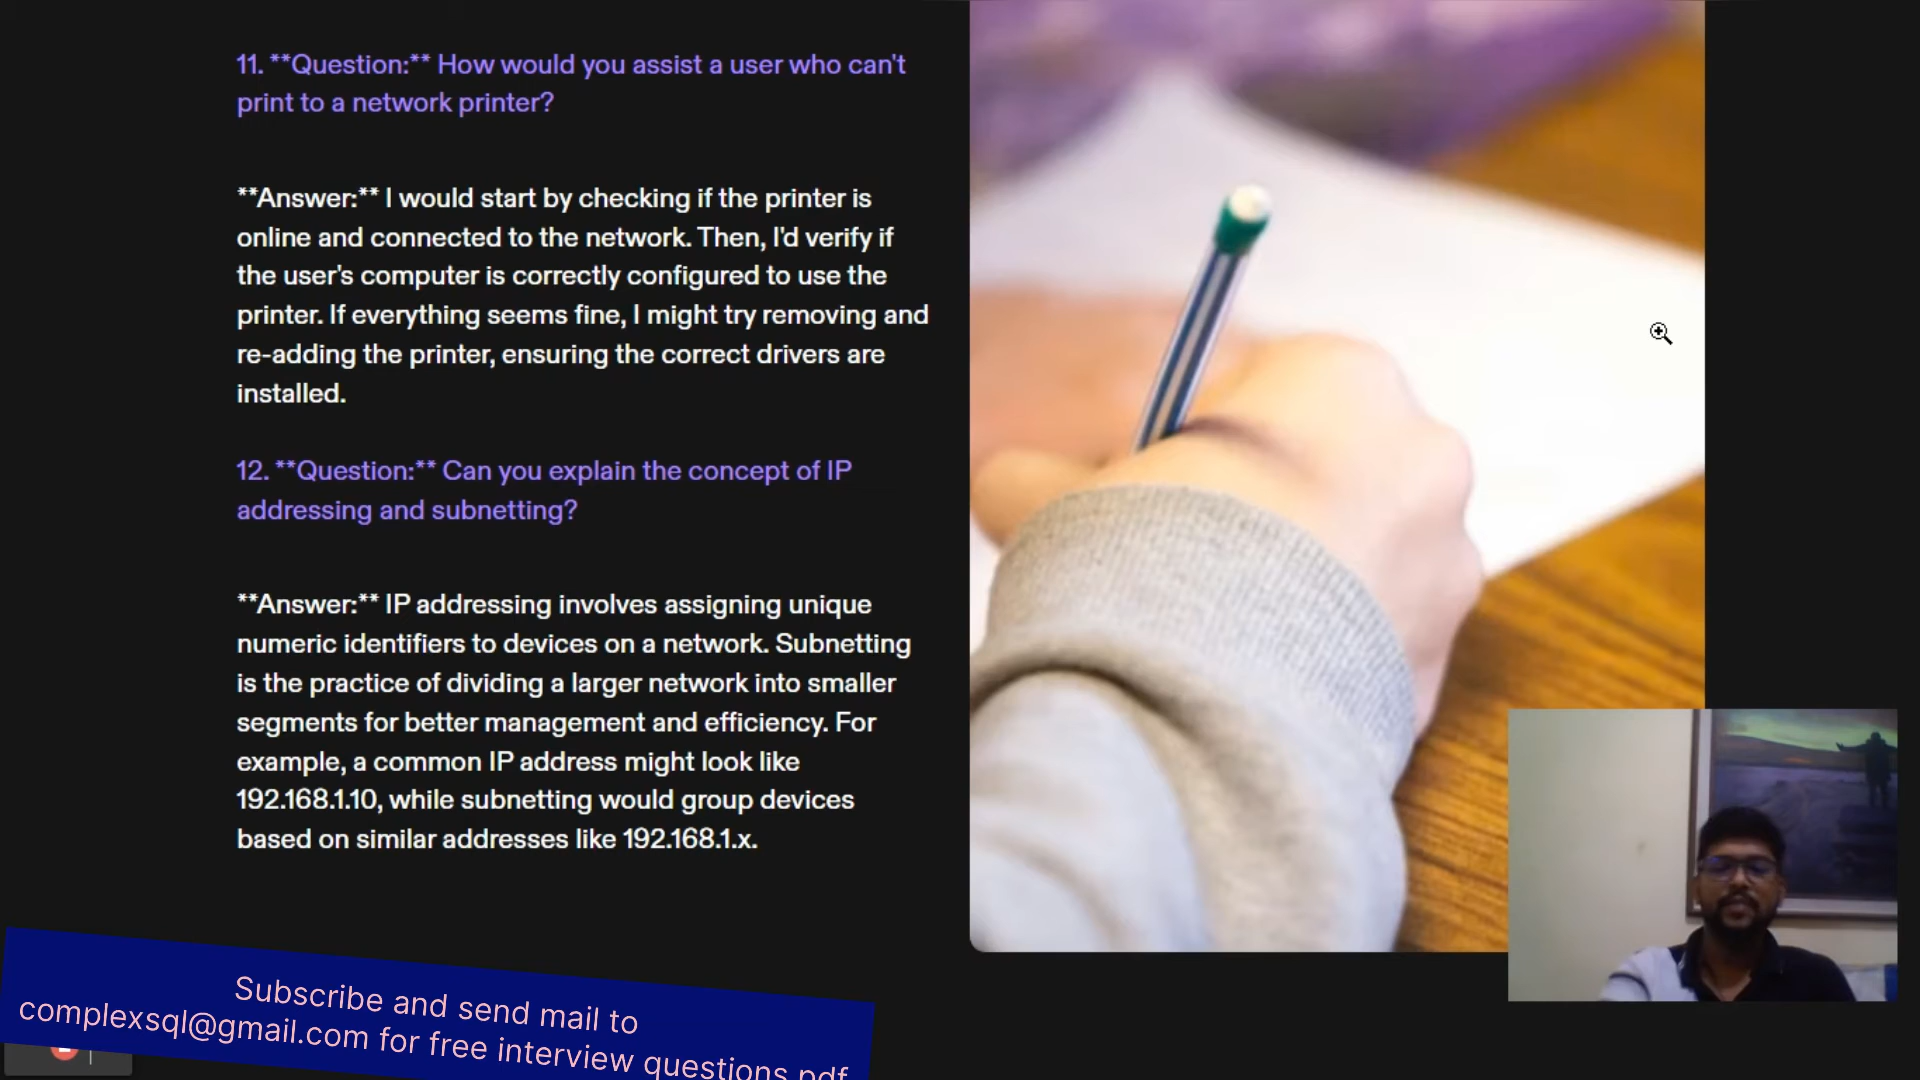 11. **Question:** How would you assist a user who can't
print to a network printer?
**Answer:** I would start by checking if the printer is
online and connected to the network. Then, I'd verify if
the user's computer is correctly configured to use the
printer. If everything seems fine, I might try removing and
re-adding the printer, ensuring the correct drivers are
installed.
12. **Question:** Can you explain the concept of IP
addressing and subnetting?
**Answer:** IP addressing involves assigning unique
numeric identifiers to devices on a network. Subnetting
is the practice of dividing a larger network into smaller
segments for better management and efficiency. For
example, a common IP address might look like
192.168.1.10, while subnetting would group devices
based on similar addresses like 192.168.1.x.
Subscribe and send mail to
complexsql@gmail.com for free interview questions pdf